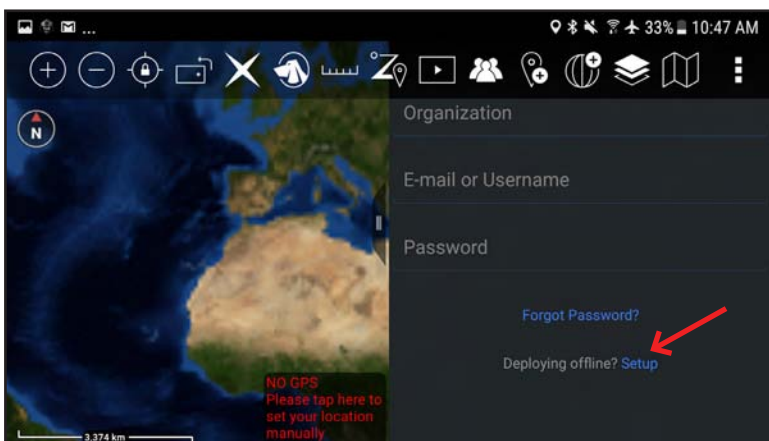 ... 33% 10:47 AM
N
Organization
E-mail or Username
Password
Forgot Password?
Deploying offline? Setup
NO GPS
Please tap here to
set your location
manually
3,374 km